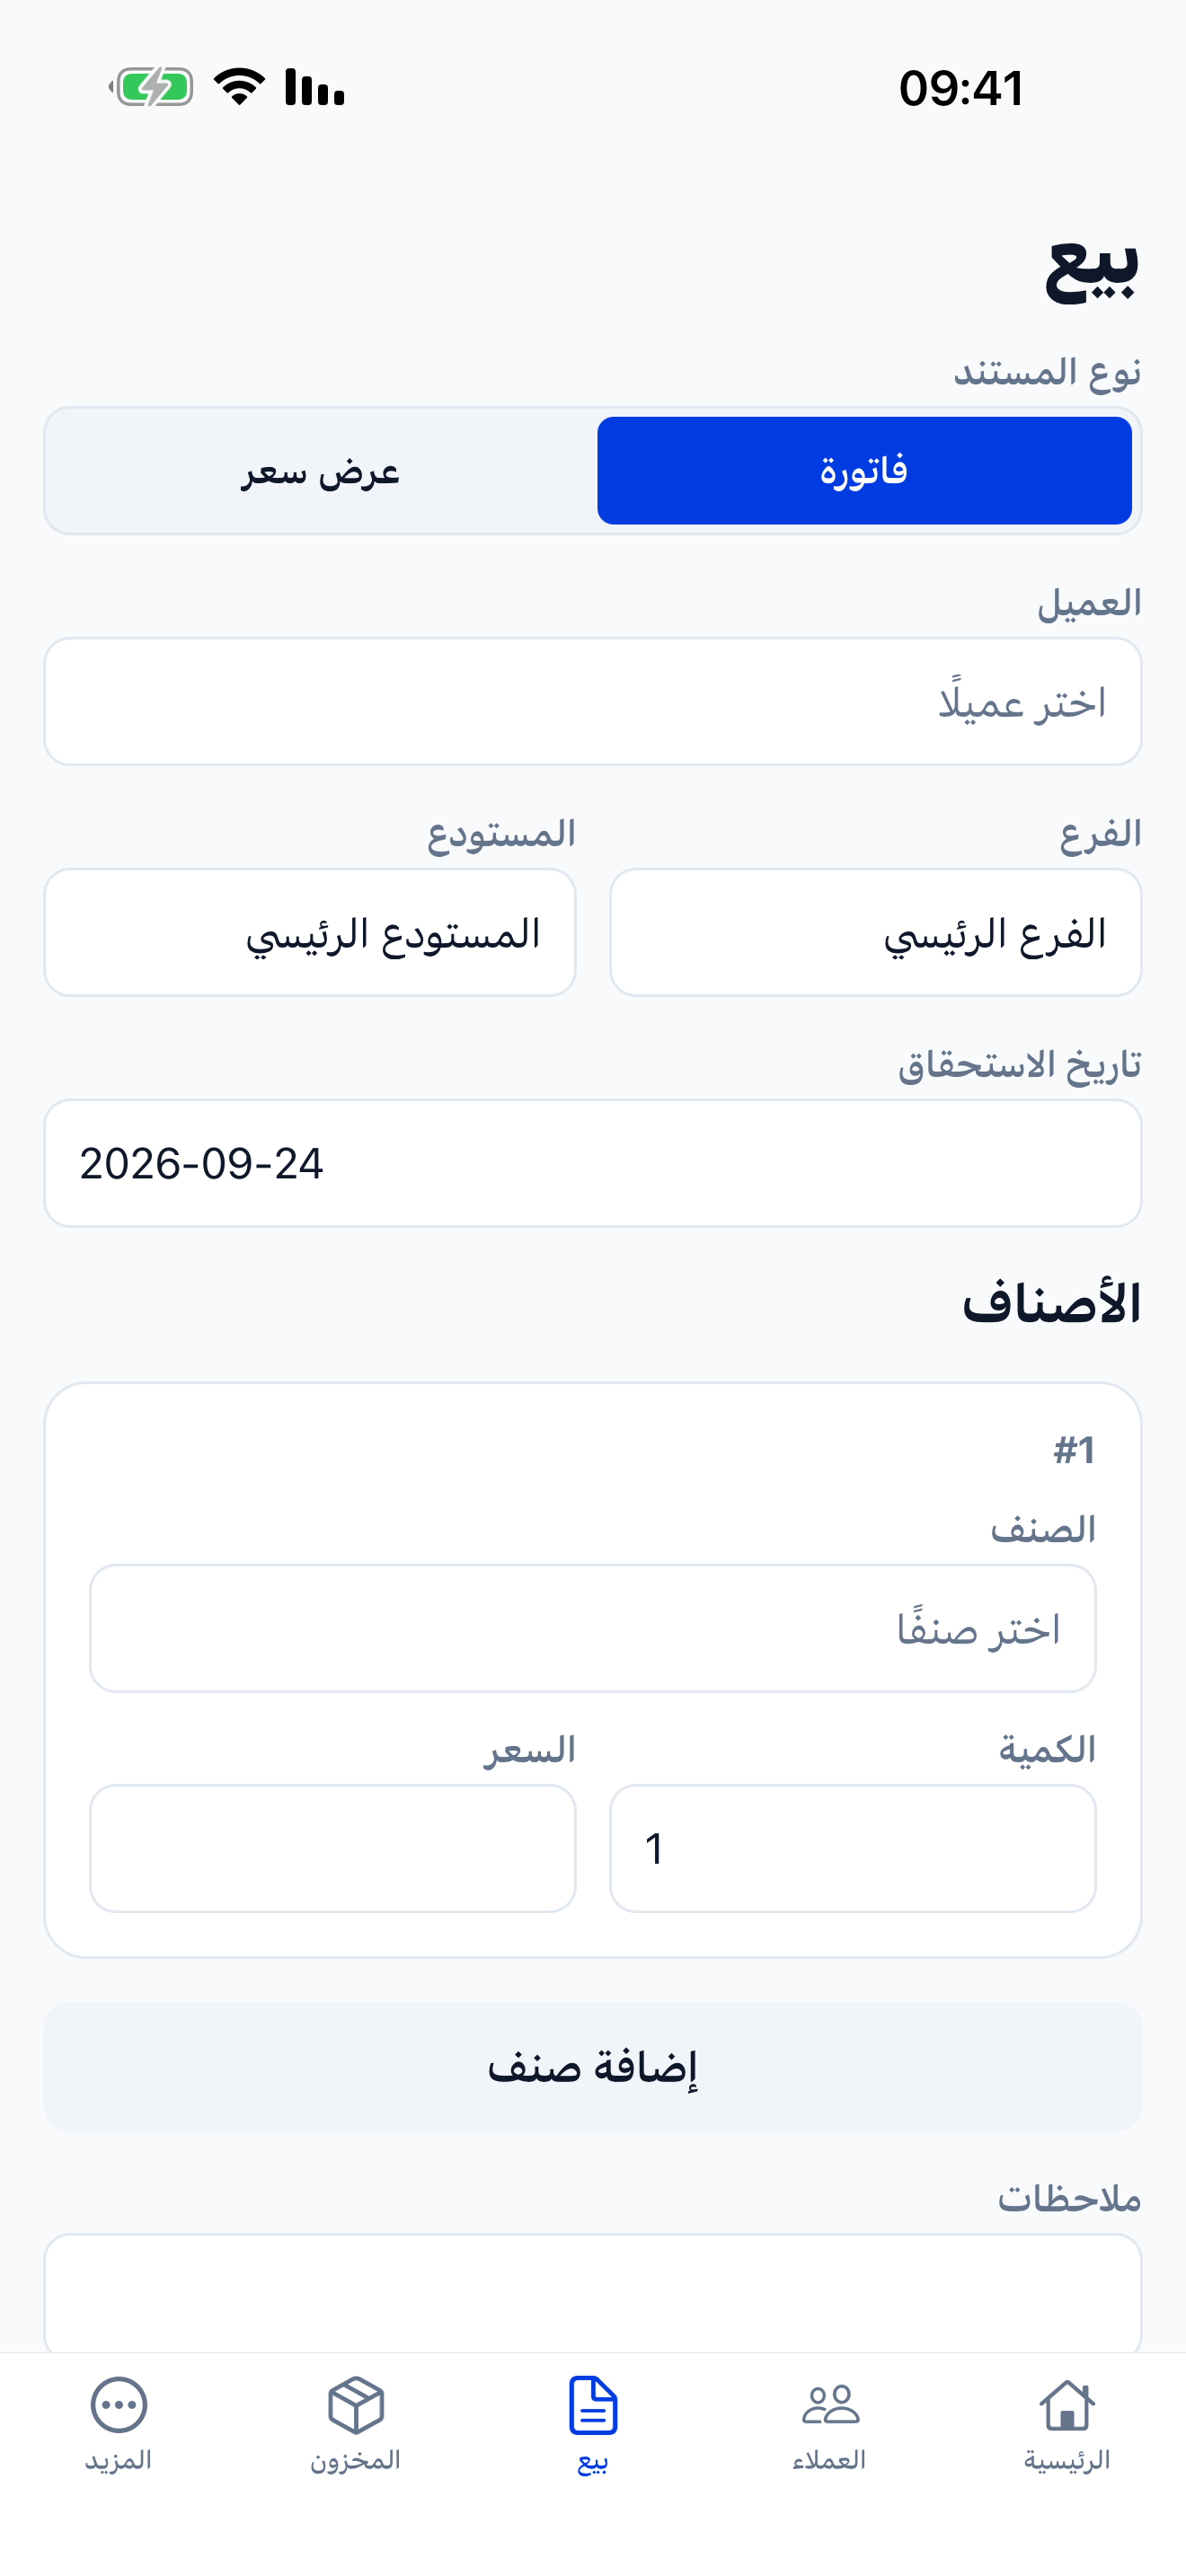 09:41
بيع
نوع المستند
فاتورة
عرض سعر
العميل
اختر عميلًا
الفرع
المستودع
الفرع الرئيسي
المستودع الرئيسي
تاريخ الاستحقاق
2026-09-24
الأصناف
#1
الصنف
اختر صنفًا
الكمية
السعر
1
إضافة صنف
ملاحظات
الرئيسية
العملاء
بيع
المخزون
المزيد